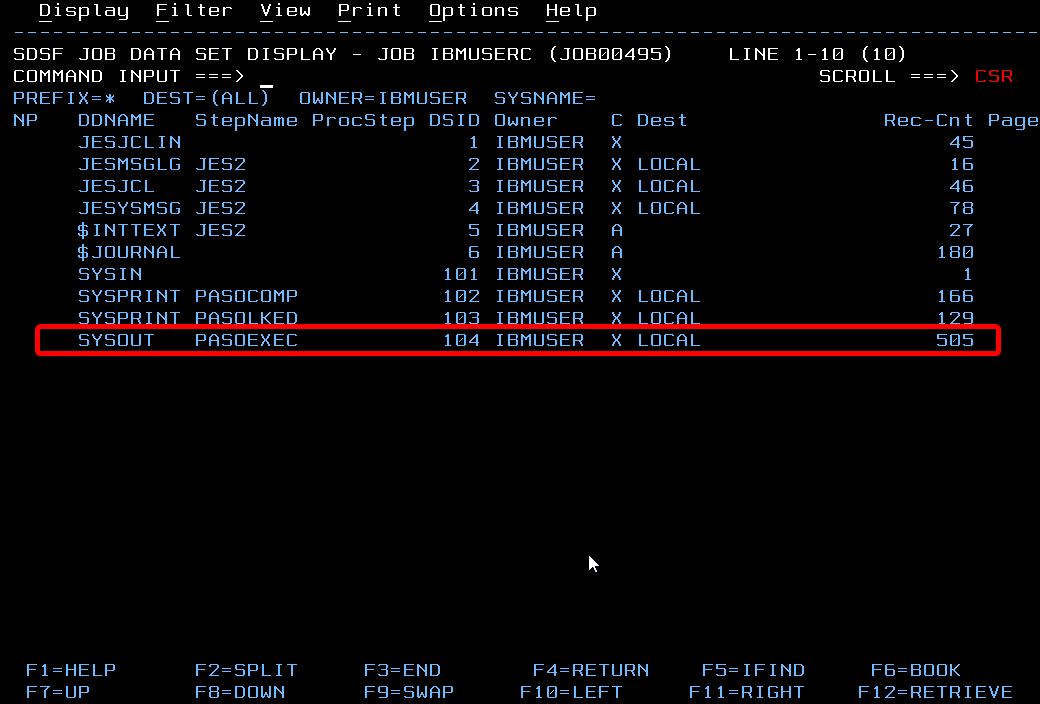 Display  Filter  View  Print  Options  Help
-------------------------------------------------------------------------------
SDSF JOB DATA SET DISPLAY - JOB IBMUSERC (JOB00495)    LINE 1-10 (10)
COMMAND INPUT ===> _                                          SCROLL ===> CSR
PREFIX=*  DEST=(ALL)  OWNER=IBMUSER  SYSNAME=
NP   DDNAME   StepName ProcStep DSID Owner    C Dest               Rec-Cnt Page
     JESJCLIN                      1 IBMUSER  X                         45
     JESMSGLG JES2                 2 IBMUSER  X LOCAL                   16
     JESJCL   JES2                 3 IBMUSER  X LOCAL                   46
     JESYSMSG JES2                 4 IBMUSER  X LOCAL                   78
     $INTTEXT JES2                 5 IBMUSER  A                         27
     $JOURNAL                      6 IBMUSER  A                        180
     SYSIN                       101 IBMUSER  X                          1
     SYSPRINT PASOCOMP           102 IBMUSER  X LOCAL                  166
     SYSPRINT PASOLKED           103 IBMUSER  X LOCAL                  129
     SYSOUT   PASOEXEC           104 IBMUSER  X LOCAL                  505
F1=HELP      F2=SPLIT     F3=END       F4=RETURN    F5=IFIND     F6=BOOK
F7=UP        F8=DOWN      F9=SWAP     F10=LEFT     F11=RIGHT    F12=RETRIEVE